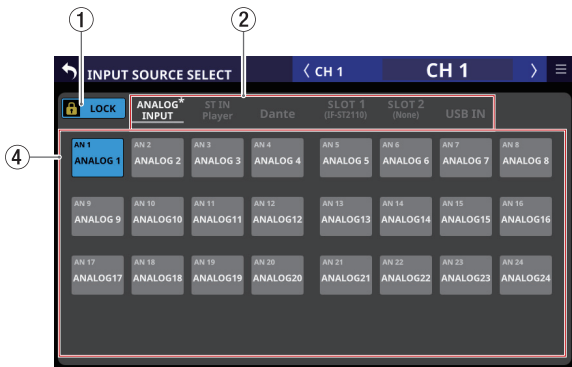 ① ②
INPUT SOURCE SELECT 〈 CH 1 CH 1 〉
LOCK ANALOG* ST IN Dante SLOT 1 SLOT 2 USB IN
INPUT Player (IF-ST2110) (None)
④
AN 1 AN 2 AN 3 AN 4 AN 5 AN 6 AN 7 AN 8
ANALOG 1 ANALOG 2 ANALOG 3 ANALOG 4 ANALOG 5 ANALOG 6 ANALOG 7 ANALOG 8
AN 9 AN 10 AN 11 AN 12 AN 13 AN 14 AN 15 AN 16
ANALOG 9 ANALOG10 ANALOG11 ANALOG12 ANALOG13 ANALOG14 ANALOG15 ANALOG16
AN 17 AN 18 AN 19 AN 20 AN 21 AN 22 AN 23 AN 24
ANALOG17 ANALOG18 ANALOG19 ANALOG20 ANALOG21 ANALOG22 ANALOG23 ANALOG24